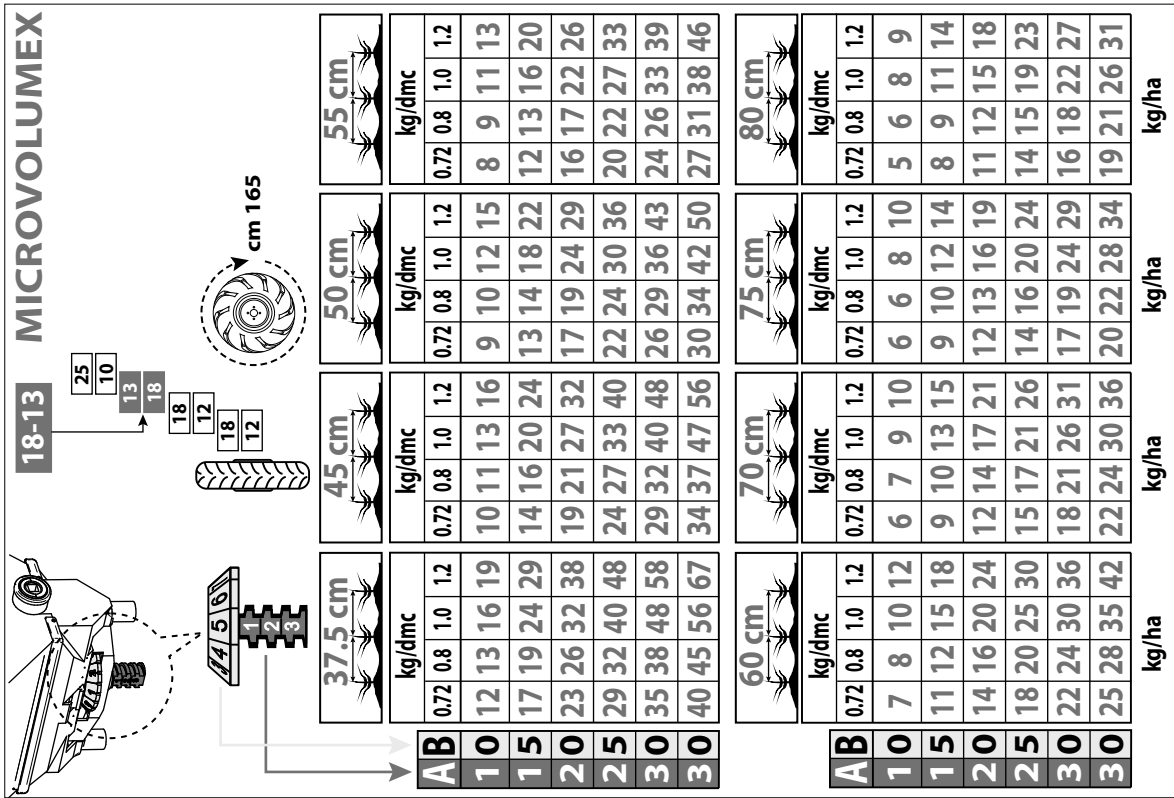 18-13 MICROVOLUMEX
25
10
13
18
18
12
18
12
cm 165
4 5 6
1
2
3
37.5 cm 45 cm 50 cm 55 cm
kg/dmc kg/dmc kg/dmc kg/dmc
A B 0.72 0.8 1.0 1.2 0.72 0.8 1.0 1.2 0.72 0.8 1.0 1.2 0.72 0.8 1.0 1.2
1 0 12 13 16 19 10 11 13 16 9 10 12 15 8 9 11 13
1 5 17 19 24 29 14 16 20 24 13 14 18 22 12 13 16 20
2 0 23 26 32 38 19 21 27 32 17 19 24 29 16 17 22 26
2 5 29 32 40 48 24 27 33 40 22 24 30 36 20 22 27 33
3 0 35 38 48 58 29 32 40 48 26 29 36 43 24 26 33 39
3 0 40 45 56 67 34 37 47 56 30 34 42 50 27 31 38 46
60 cm 70 cm 75 cm 80 cm
kg/dmc kg/dmc kg/dmc kg/dmc
A B 0.72 0.8 1.0 1.2 0.72 0.8 1.0 1.2 0.72 0.8 1.0 1.2 0.72 0.8 1.0 1.2
1 0 7 8 10 12 6 7 9 10 6 6 8 10 5 6 8 9
1 5 11 12 15 18 9 10 13 15 9 10 12 14 8 9 11 14
2 0 14 16 20 24 12 14 17 21 12 13 16 19 11 12 15 18
2 5 18 20 25 30 15 17 21 26 14 16 20 24 14 15 19 23
3 0 22 24 30 36 18 21 26 31 17 19 24 29 16 18 22 27
3 0 25 28 35 42 22 24 30 36 20 22 28 34 19 21 26 31
kg/ha kg/ha kg/ha kg/ha